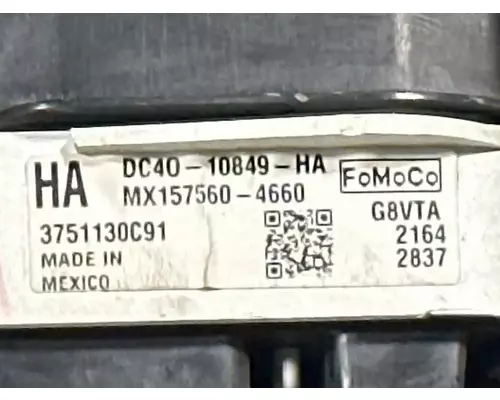 HA
DC40-10849-HA
MX157560-4660
FoMoCo
3751130C91
MADE IN
MEXICO
G8VTA
2164
2837